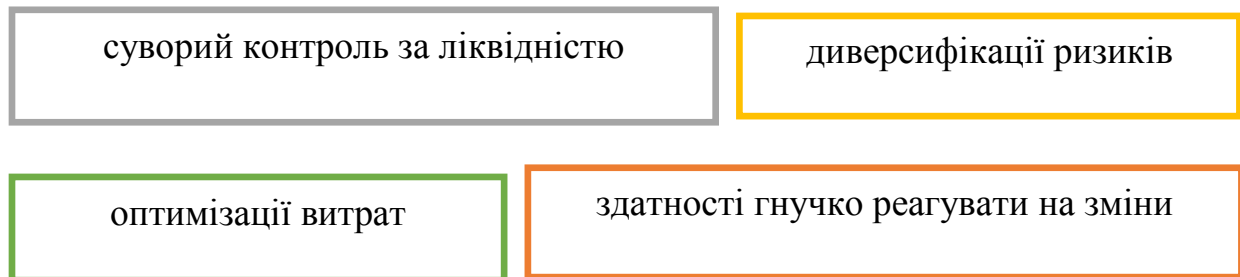 суворий контроль за ліквідністю
диверсифікації ризиків
оптимізації витрат
здатності гнучко реагувати на зміни